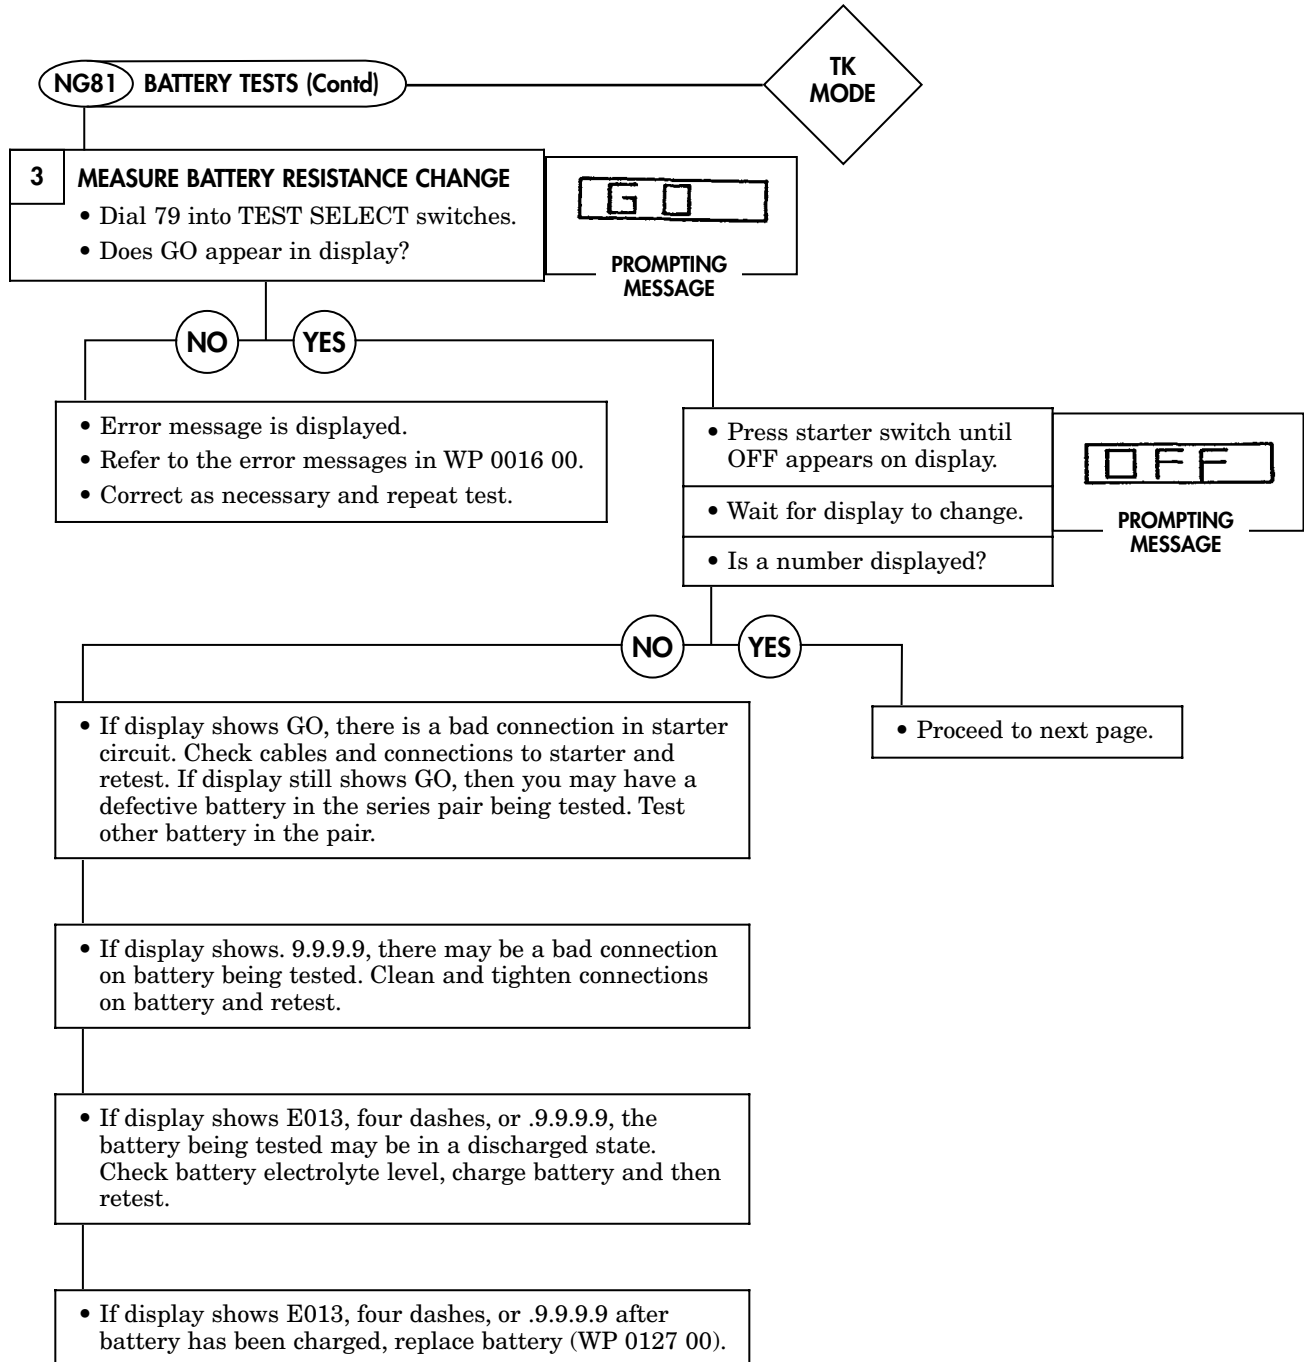 NG81 BATTERY TESTS (Contd)
TK
MODE
3 MEASURE BATTERY RESISTANCE CHANGE
• Dial 79 into TEST SELECT switches.
• Does GO appear in display?
GO
PROMPTING
MESSAGE
NO YES
• Error message is displayed.
• Refer to the error messages in WP 0016 00.
• Correct as necessary and repeat test.
• Press starter switch until
OFF appears on display.
• Wait for display to change.
• Is a number displayed?
OFF
PROMPTING
MESSAGE
NO YES
• If display shows GO, there is a bad connection in starter
circuit. Check cables and connections to starter and
retest. If display still shows GO, then you may have a
defective battery in the series pair being tested. Test
other battery in the pair.
• Proceed to next page.
• If display shows. 9.9.9.9, there may be a bad connection
on battery being tested. Clean and tighten connections
on battery and retest.
• If display shows E013, four dashes, or .9.9.9.9, the
battery being tested may be in a discharged state.
Check battery electrolyte level, charge battery and then
retest.
• If display shows E013, four dashes, or .9.9.9.9 after
battery has been charged, replace battery (WP 0127 00).